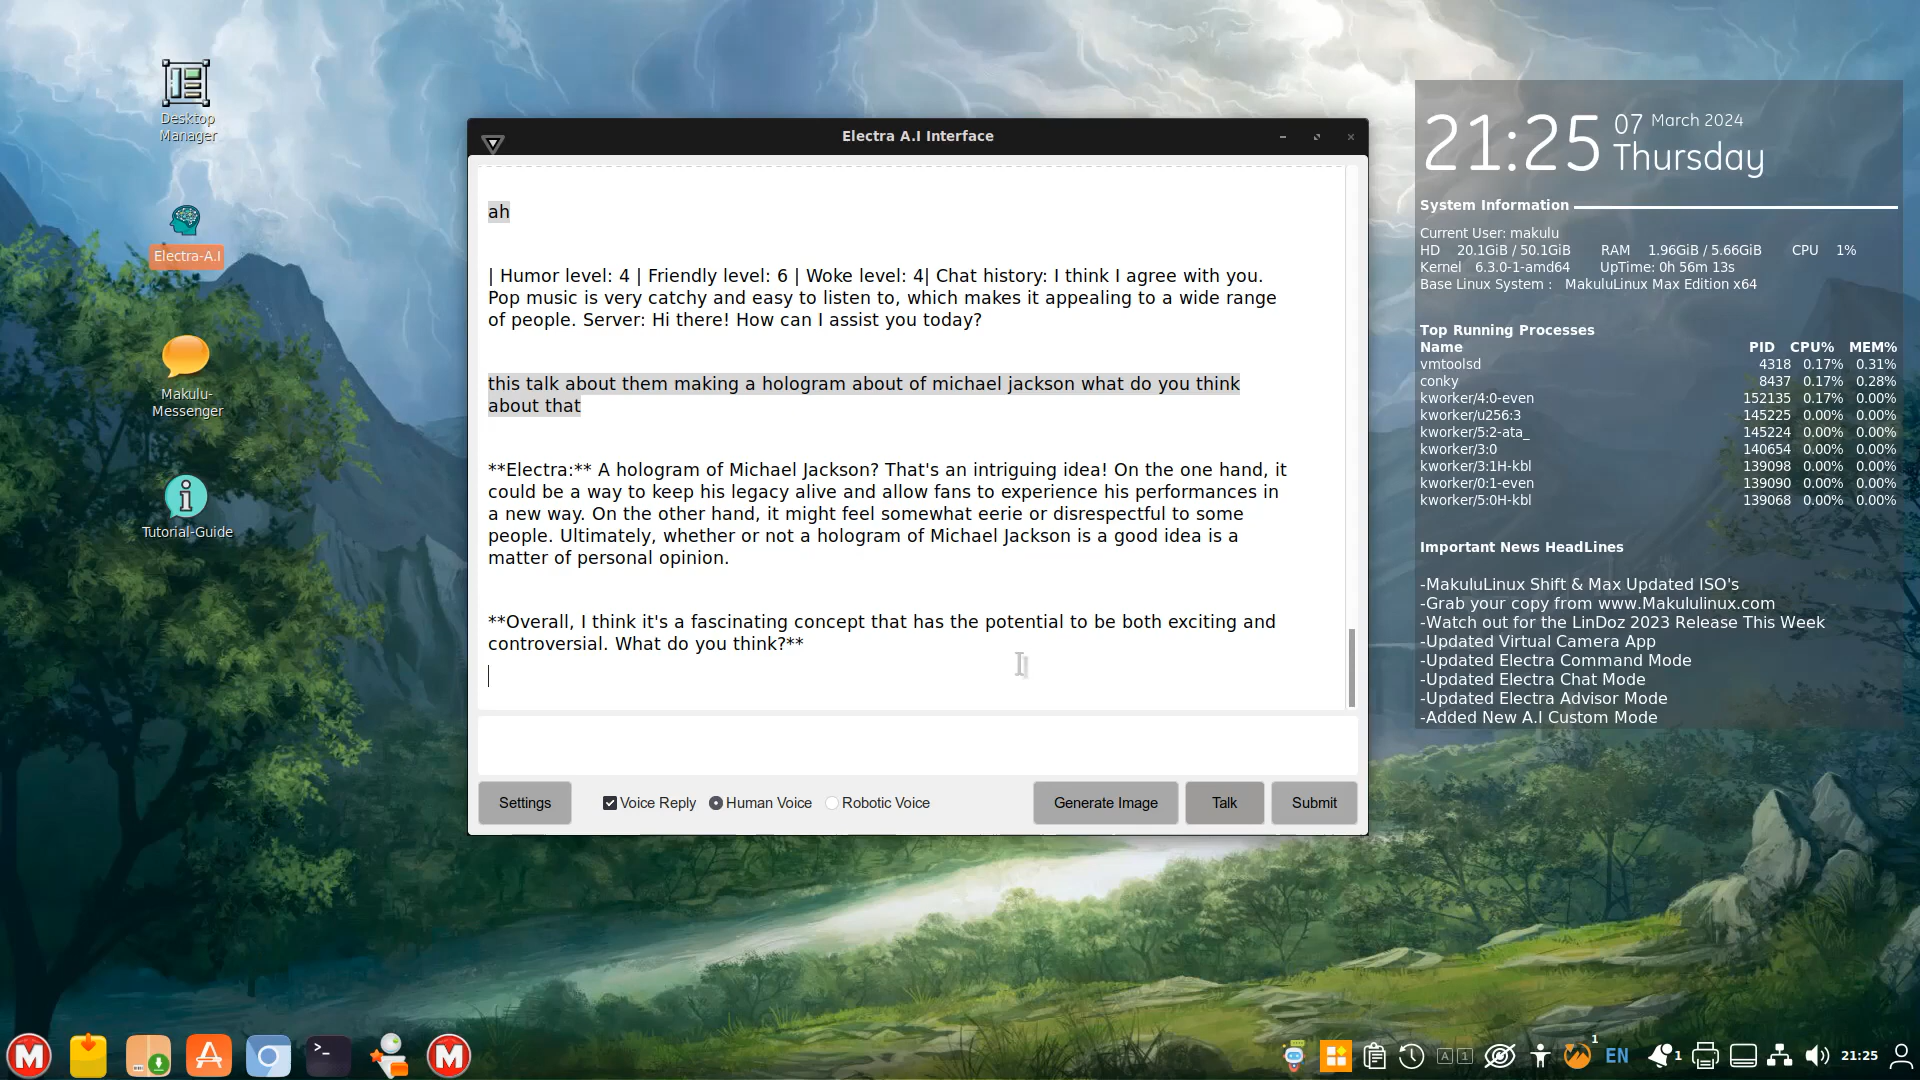 Desktop
Manager
Electra-A.I
Makulu-
Messenger
Tutorial-Guide
Electra A.I Interface
ah
| Humor level: 4 | Friendly level: 6 | Woke level: 4| Chat history: I think I agree with you.
Pop music is very catchy and easy to listen to, which makes it appealing to a wide range
of people. Server: Hi there! How can I assist you today?
this talk about them making a hologram about of michael jackson what do you think
about that
**Electra:** A hologram of Michael Jackson? That's an intriguing idea! On the one hand, it
could be a way to keep his legacy alive and allow fans to experience his performances in
a new way. On the other hand, it might feel somewhat eerie or disrespectful to some
people. Ultimately, whether or not a hologram of Michael Jackson is a good idea is a
matter of personal opinion.
**Overall, I think it's a fascinating concept that has the potential to be both exciting and
controversial. What do you think?**
Settings
Voice Reply
Human Voice
Robotic Voice
Generate Image
Talk
Submit
21:25
07 March 2024
Thursday
System Information
Current User: makulu
HD 20.1GiB / 50.1GiB RAM 1.96GiB / 5.66GiB CPU 1%
Kernel 6.3.0-1-amd64 UpTime: 0h 56m 13s
Base Linux System : MakuluLinux Max Edition x64
Top Running Processes
Name PID CPU% MEM%
vmtoolsd 4318 0.17% 0.31%
conky 8437 0.17% 0.28%
kworker/4:0-even 152135 0.17% 0.00%
kworker/u256:3 145225 0.00% 0.00%
kworker/5:2-ata_ 145224 0.00% 0.00%
kworker/3:0 140654 0.00% 0.00%
kworker/3:1H-kbl 139098 0.00% 0.00%
kworker/0:1-even 139090 0.00% 0.00%
kworker/5:0H-kbl 139068 0.00% 0.00%
Important News HeadLines
-MakuluLinux Shift & Max Updated ISO's
-Grab your copy from www.Makululinux.com
-Watch out for the LinDoz 2023 Release This Week
-Updated Virtual Camera App
-Updated Electra Command Mode
-Updated Electra Chat Mode
-Updated Electra Advisor Mode
-Added New A.I Custom Mode
M
>_
M
A 1
1
EN
1
21:25